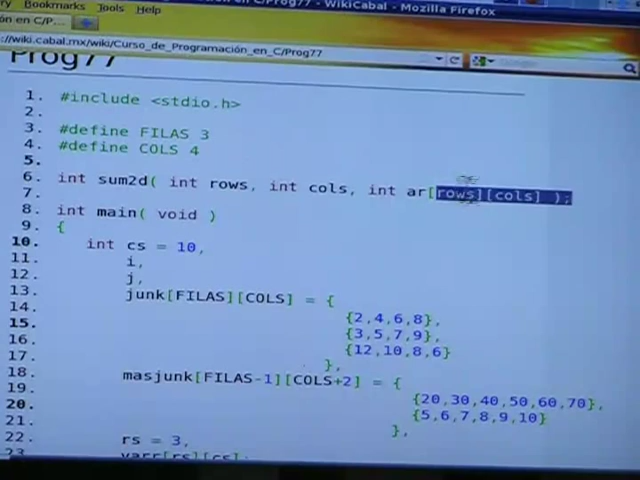 Bookmarks Tools Help
C/Prog77 - WikiCabal - Mozilla Firefox
ón en C/P...
://wiki.cabal.mx/wiki/Curso_de_Programación_en_C/Prog77
Prog77
1. #include <stdio.h>
2.
3. #define FILAS 3
4. #define COLS 4
5.
6. int sum2d( int rows, int cols, int ar[rows][cols] );
7.
8. int main( void )
9. {
10. int cs = 10,
11. i,
12. j,
13. junk[FILAS][COLS] = {
14. {2,4,6,8},
15. {3,5,7,9},
16. {12,10,8,6}
17. },
18. masjunk[FILAS-1][COLS+2] = {
19. {20,30,40,50,60,70},
20. {5,6,7,8,9,10}
21. },
22. rs = 3,
23. varr[rs][cs];